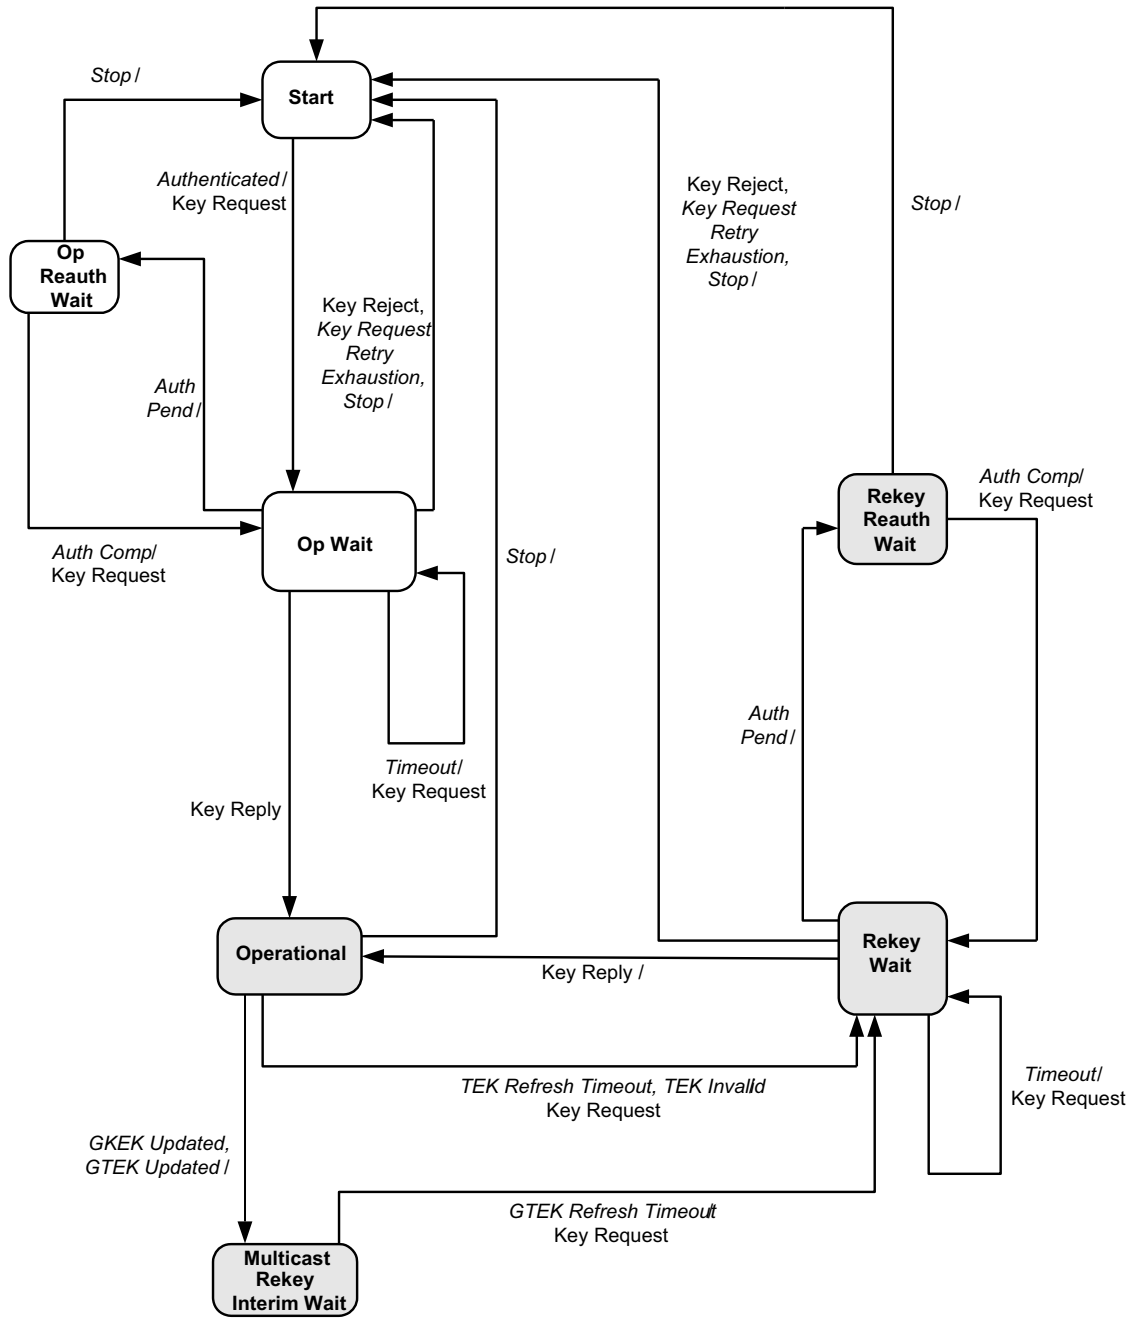 Stop /
Start
Authenticated /
Key Request
Key Reject,
Key Request
Retry
Exhaustion,
Stop /
Stop /
Op
Reauth
Wait
Key Reject,
Key Request
Retry
Exhaustion,
Stop /
Auth
Pend /
Rekey
Reauth
Wait
Auth Comp/
Key Request
Op Wait
Auth Comp/
Key Request
Stop /
Auth
Pend /
Timeout/
Key Request
Key Reply
Operational
Rekey
Wait
Key Reply /
TEK Refresh Timeout, TEK Invalid/
Key Request
Timeout/
Key Request
GKEK Updated,
GTEK Updated /
GTEK Refresh Timeout/
Key Request
Multicast
Rekey
Interim Wait